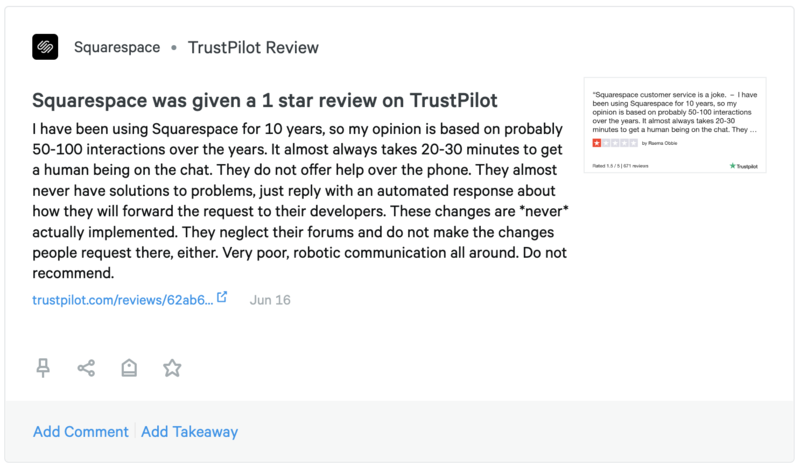 Squarespace • TrustPilot Review
Squarespace was given a 1 star review on TrustPilot
I have been using Squarespace for 10 years, so my opinion is based on probably
50-100 interactions over the years. It almost always takes 20-30 minutes to get
a human being on the chat. They do not offer help over the phone. They almost
never have solutions to problems, just reply with an automated response about
how they will forward the request to their developers. These changes are *never*
actually implemented. They neglect their forums and do not make the changes
people request there, either. Very poor, robotic communication all around. Do not
recommend.
trustpilot.com/reviews/62ab6...
Jun 16
"Squarespace customer service is a joke. – I have
been using Squarespace for 10 years, so my
opinion is based on probably 50-100 interactions
over the years. It almost always takes 20-30
minutes to get a human being on the chat. They ...
by Raenna
Rated 1.5 / 5 | 671 reviews
Trustpilot
Add Comment
Add Takeaway